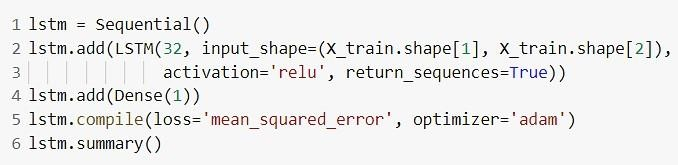 1 lstm = Sequential()
2 lstm.add(LSTM(32, input_shape=(X_train.shape[1], X_train.shape[2]),
3 activation='relu', return_sequences=True))
4 lstm.add(Dense(1))
5 lstm.compile(loss='mean_squared_error', optimizer='adam')
6 lstm.summary()